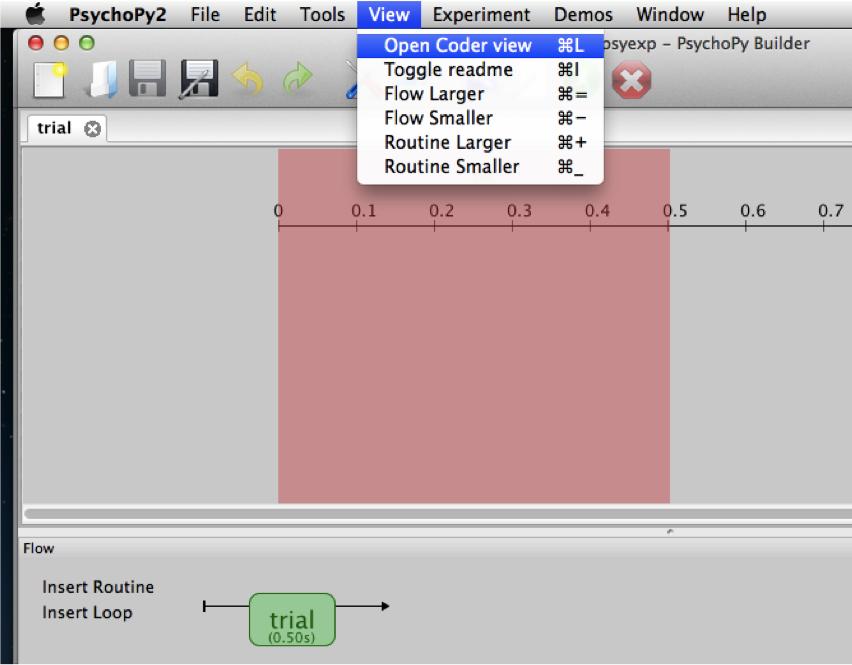 PsychoPy2 File Edit Tools View Experiment Demos Window Help
osyexp – PsychoPy Builder
Open Coder view ⌘L
Toggle readme ⌘I
Flow Larger ⌘=
Flow Smaller ⌘-
Routine Larger ⌘+
Routine Smaller ⌘_
trial
0 0.1 0.2 0.3 0.4 0.5 0.6 0.7
Flow
Insert Routine
Insert Loop
trial
(0.50s)